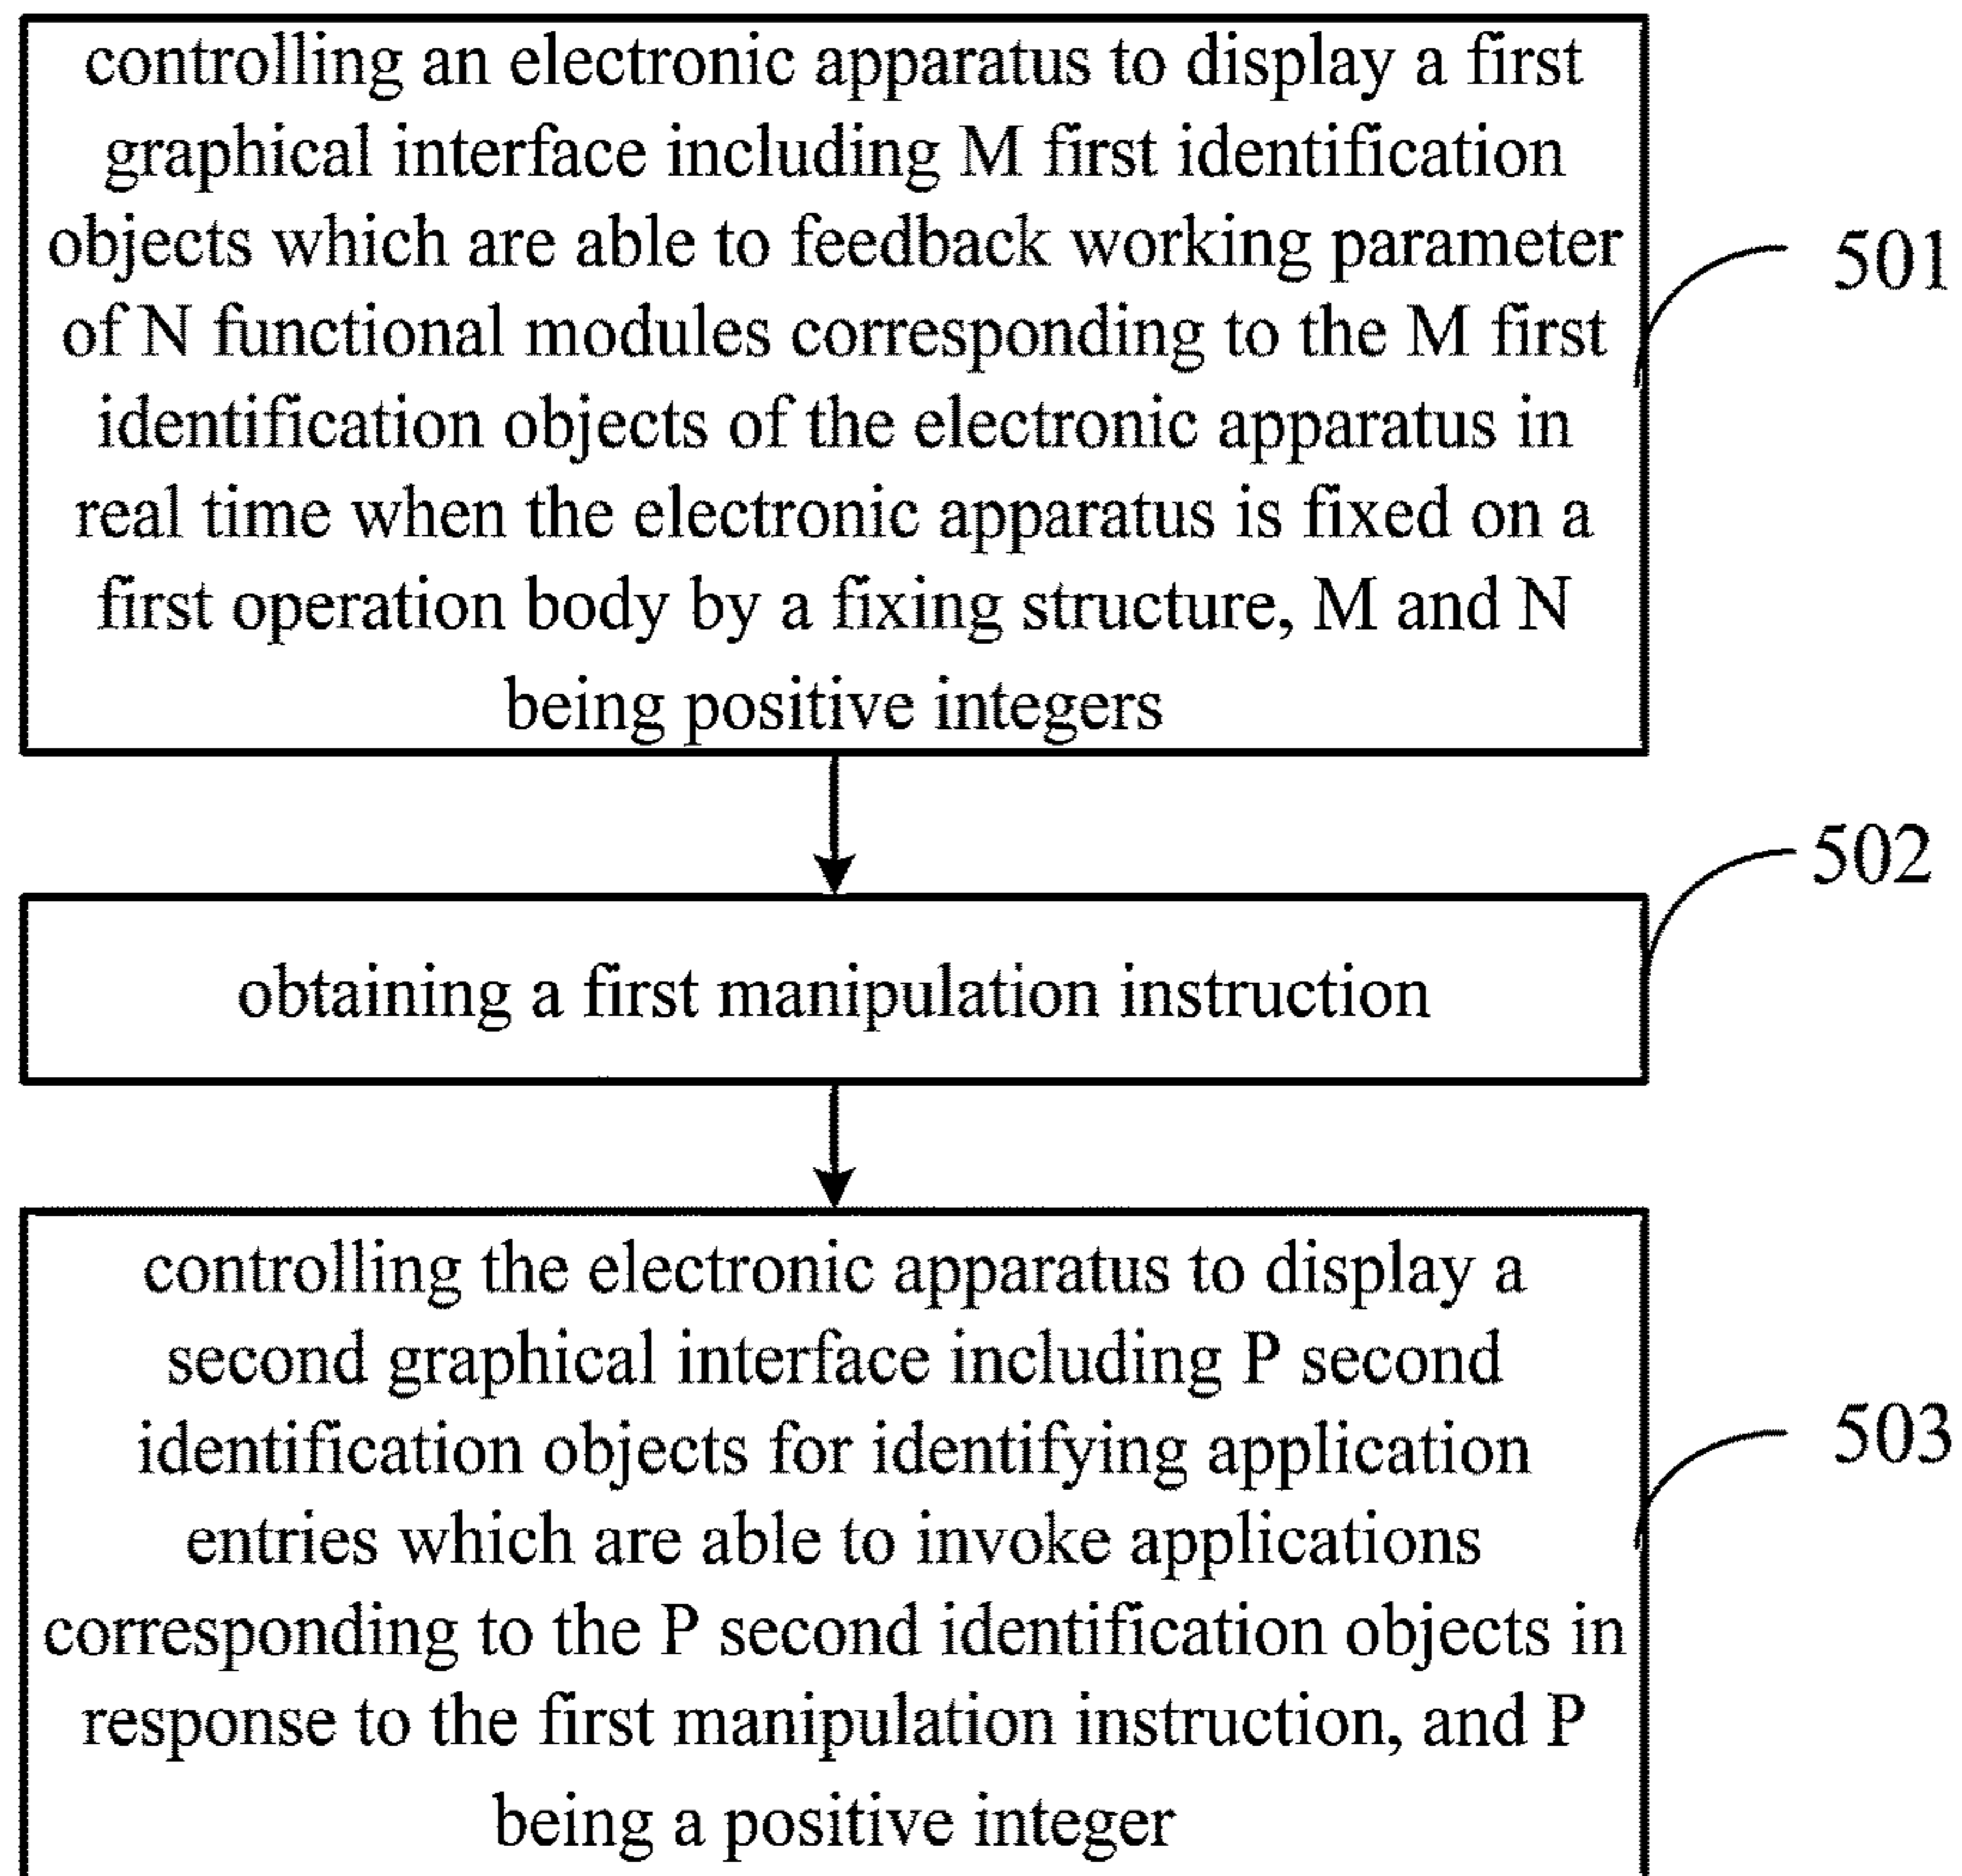 controlling an electronic apparatus to display a first
graphical interface including M first identification
objects which are able to feedback working parameter
of N functional modules corresponding to the M first
identification objects of the electronic apparatus in
real time when the electronic apparatus is fixed on a
first operation body by a fixing structure, M and N
being positive integers
501
502
obtaining a first manipulation instruction
controlling the electronic apparatus to display a
second graphical interface including P second
identification objects for identifying application
entries which are able to invoke applications
corresponding to the P second identification objects in
response to the first manipulation instruction, and P
being a positive integer
503